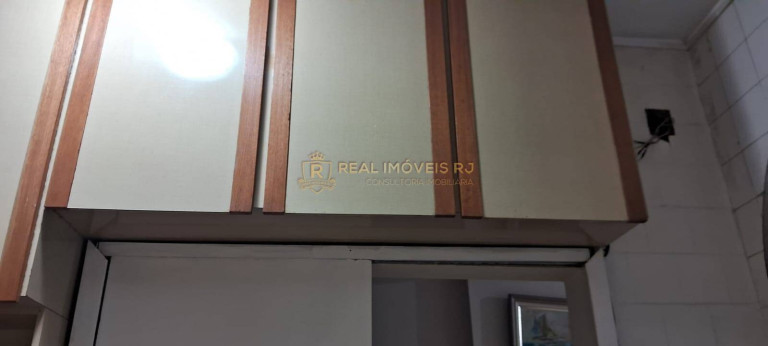 REAL IMÓVEIS RJ
CONSULTORIA IMOBILIÁRIA
R